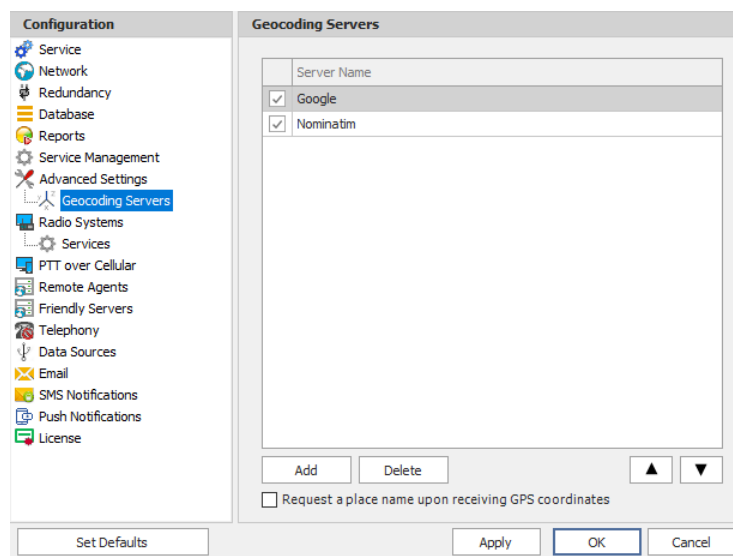 Configuration
Service
Network
Redundancy
Database
Reports
Service Management
Advanced Settings
Geocoding Servers
Radio Systems
Services
PTT over Cellular
Remote Agents
Friendly Servers
Telephony
Data Sources
Email
SMS Notifications
Push Notifications
License
Set Defaults
Geocoding Servers
Server Name
Google
Nominatim
Add Delete
Request a place name upon receiving GPS coordinates
Apply OK Cancel